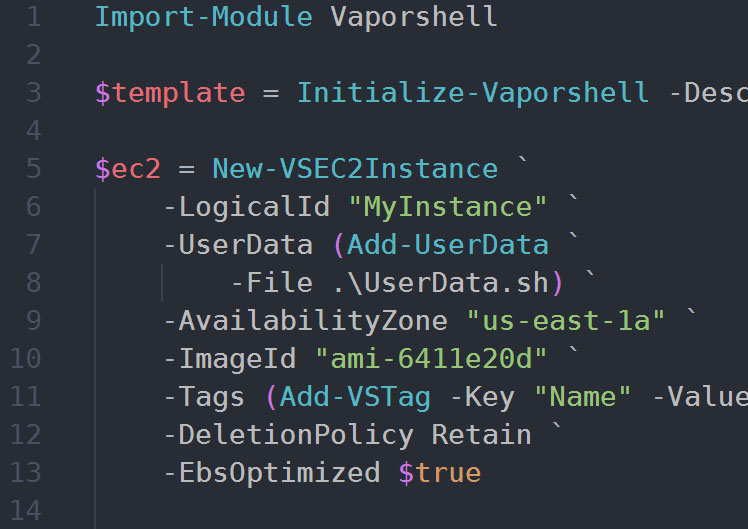 1 Import-Module Vaporshell
2
3 $template = Initialize-Vaporshell -Desc
4
5 $ec2 = New-VSEC2Instance `
6     -LogicalId "MyInstance" `
7     -UserData (Add-UserData `
8         -File .\UserData.sh) `
9     -AvailabilityZone "us-east-1a" `
10     -ImageId "ami-6411e20d" `
11     -Tags (Add-VSTag -Key "Name" -Value
12     -DeletionPolicy Retain `
13     -EbsOptimized $true
14